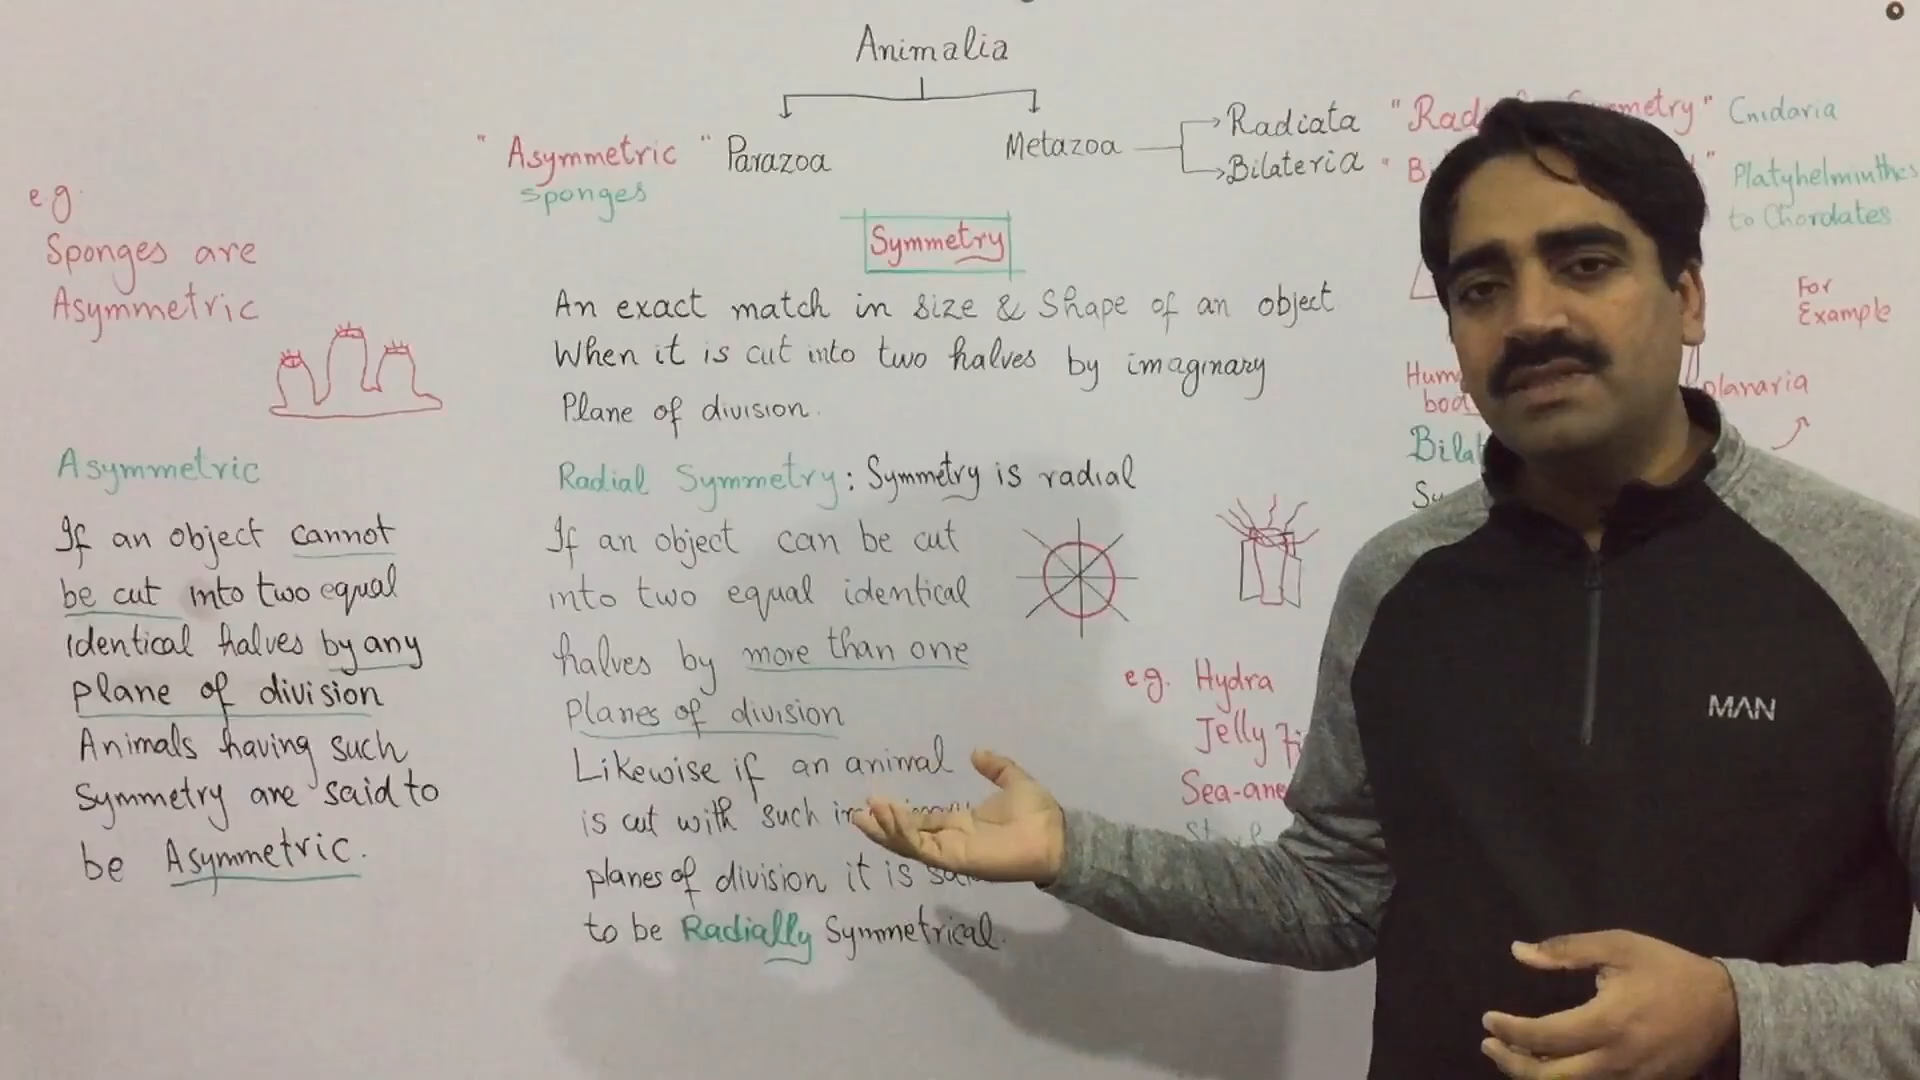 Animalia
"Asymmetric" Parazoa
Sponges
Metazoa
Radiata
Bilateria
Cnidaria
Platyhelminthes
to Chordates
e.g
Sponges are
Asymmetric
Symmetry
An exact match in size & Shape of an object
When it is cut into two halves by imaginary
Plane of division.
For
Example
planaria
Asymmetric
If an object cannot
be cut into two equal
identical halves by any
plane of division
Animals having such
Symmetry are said to
be Asymmetric.
Radial Symmetry: Symmetry is radial
If an object can be cut
into two equal identical
halves by more than one
Planes of division
Likewise if an animal
is cut with such
planes of division it is
to be Radially Symmetrical.
e.g. Hydra
Jelly
MAN